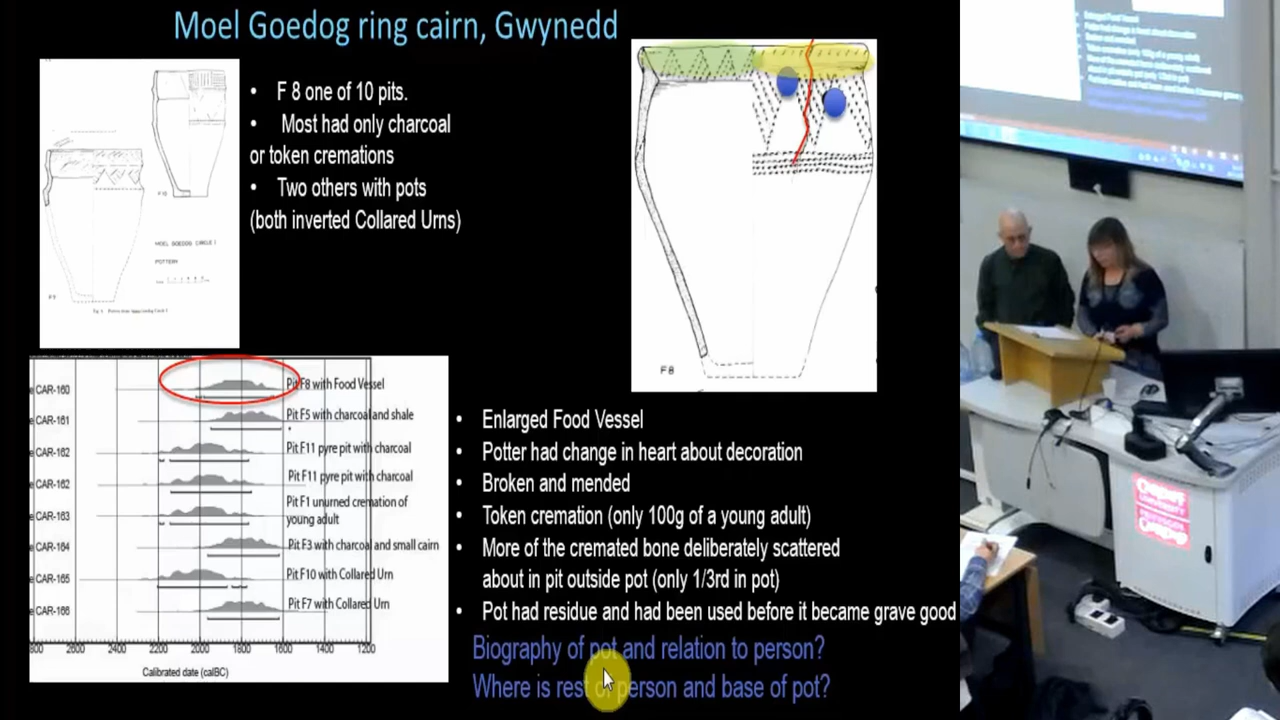 Moel Goedog ring cairn, Gwynedd
• F 8 one of 10 pits.
• Most had only charcoal
or token cremations
• Two others with pots
(both inverted Collared Urns)
F 10
MOEL GOEDOG CIRCLE I
POTTERY
F 7
F 8
CAR-160 Pit F8 with Food Vessel
CAR-161 Pit F5 with charcoal and shale
CAR-162 Pit F11 pyre pit with charcoal
CAR-162 Pit F11 pyre pit with charcoal
CAR-163 Pit F1 unurned cremation of
young adult
CAR-164 Pit F3 with charcoal and small cairn
CAR-165 Pit F10 with Collared Urn
CAR-166 Pit F7 with Collared Urn
2600 2400 2200 2000 1800 1600 1400 1200
Calibrated date (calBC)
• Enlarged Food Vessel
• Potter had change in heart about decoration
• Broken and mended
• Token cremation (only 100g of a young adult)
• More of the cremated bone deliberately scattered
about in pit outside pot (only 1/3rd in pot)
• Pot had residue and had been used before it became grave good
Biography of pot and relation to person?
Where is rest of person and base of pot?